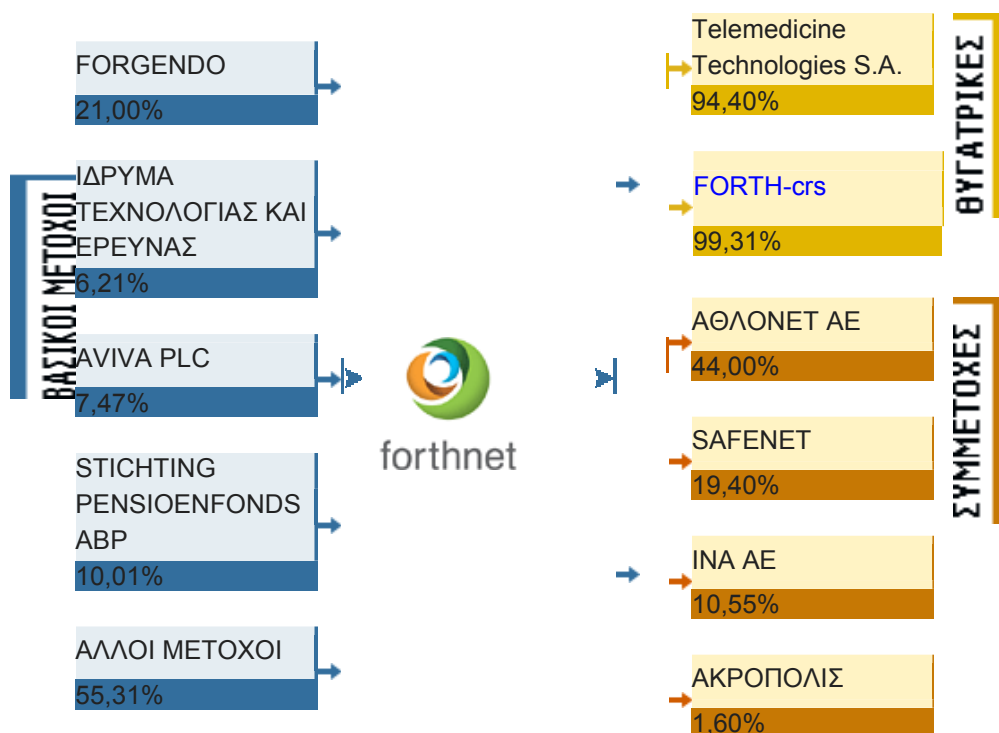 ΒΑΣΙΚΟΙ ΜΕΤΟΧΟΙ
FORGENDO
21,00%
ΙΔΡΥΜΑ
ΤΕΧΝΟΛΟΓΙΑΣ ΚΑΙ
ΕΡΕΥΝΑΣ
6,21%
AVIVA PLC
7,47%
STICHTING
PENSIOENFONDS
ABP
10,01%
ΑΛΛΟΙ ΜΕΤΟΧΟΙ
55,31%
forthnet
ΘΥΓΑΤΡΙΚΕΣ
Telemedicine
Technologies S.A.
94,40%
FORTH-crs
99,31%
ΣΥΜΜΕΤΟΧΕΣ
ΑΘΛΟΝΕΤ ΑΕ
44,00%
SAFENET
19,40%
ΙΝΑ ΑΕ
10,55%
ΑΚΡΟΠΟΛΙΣ
1,60%